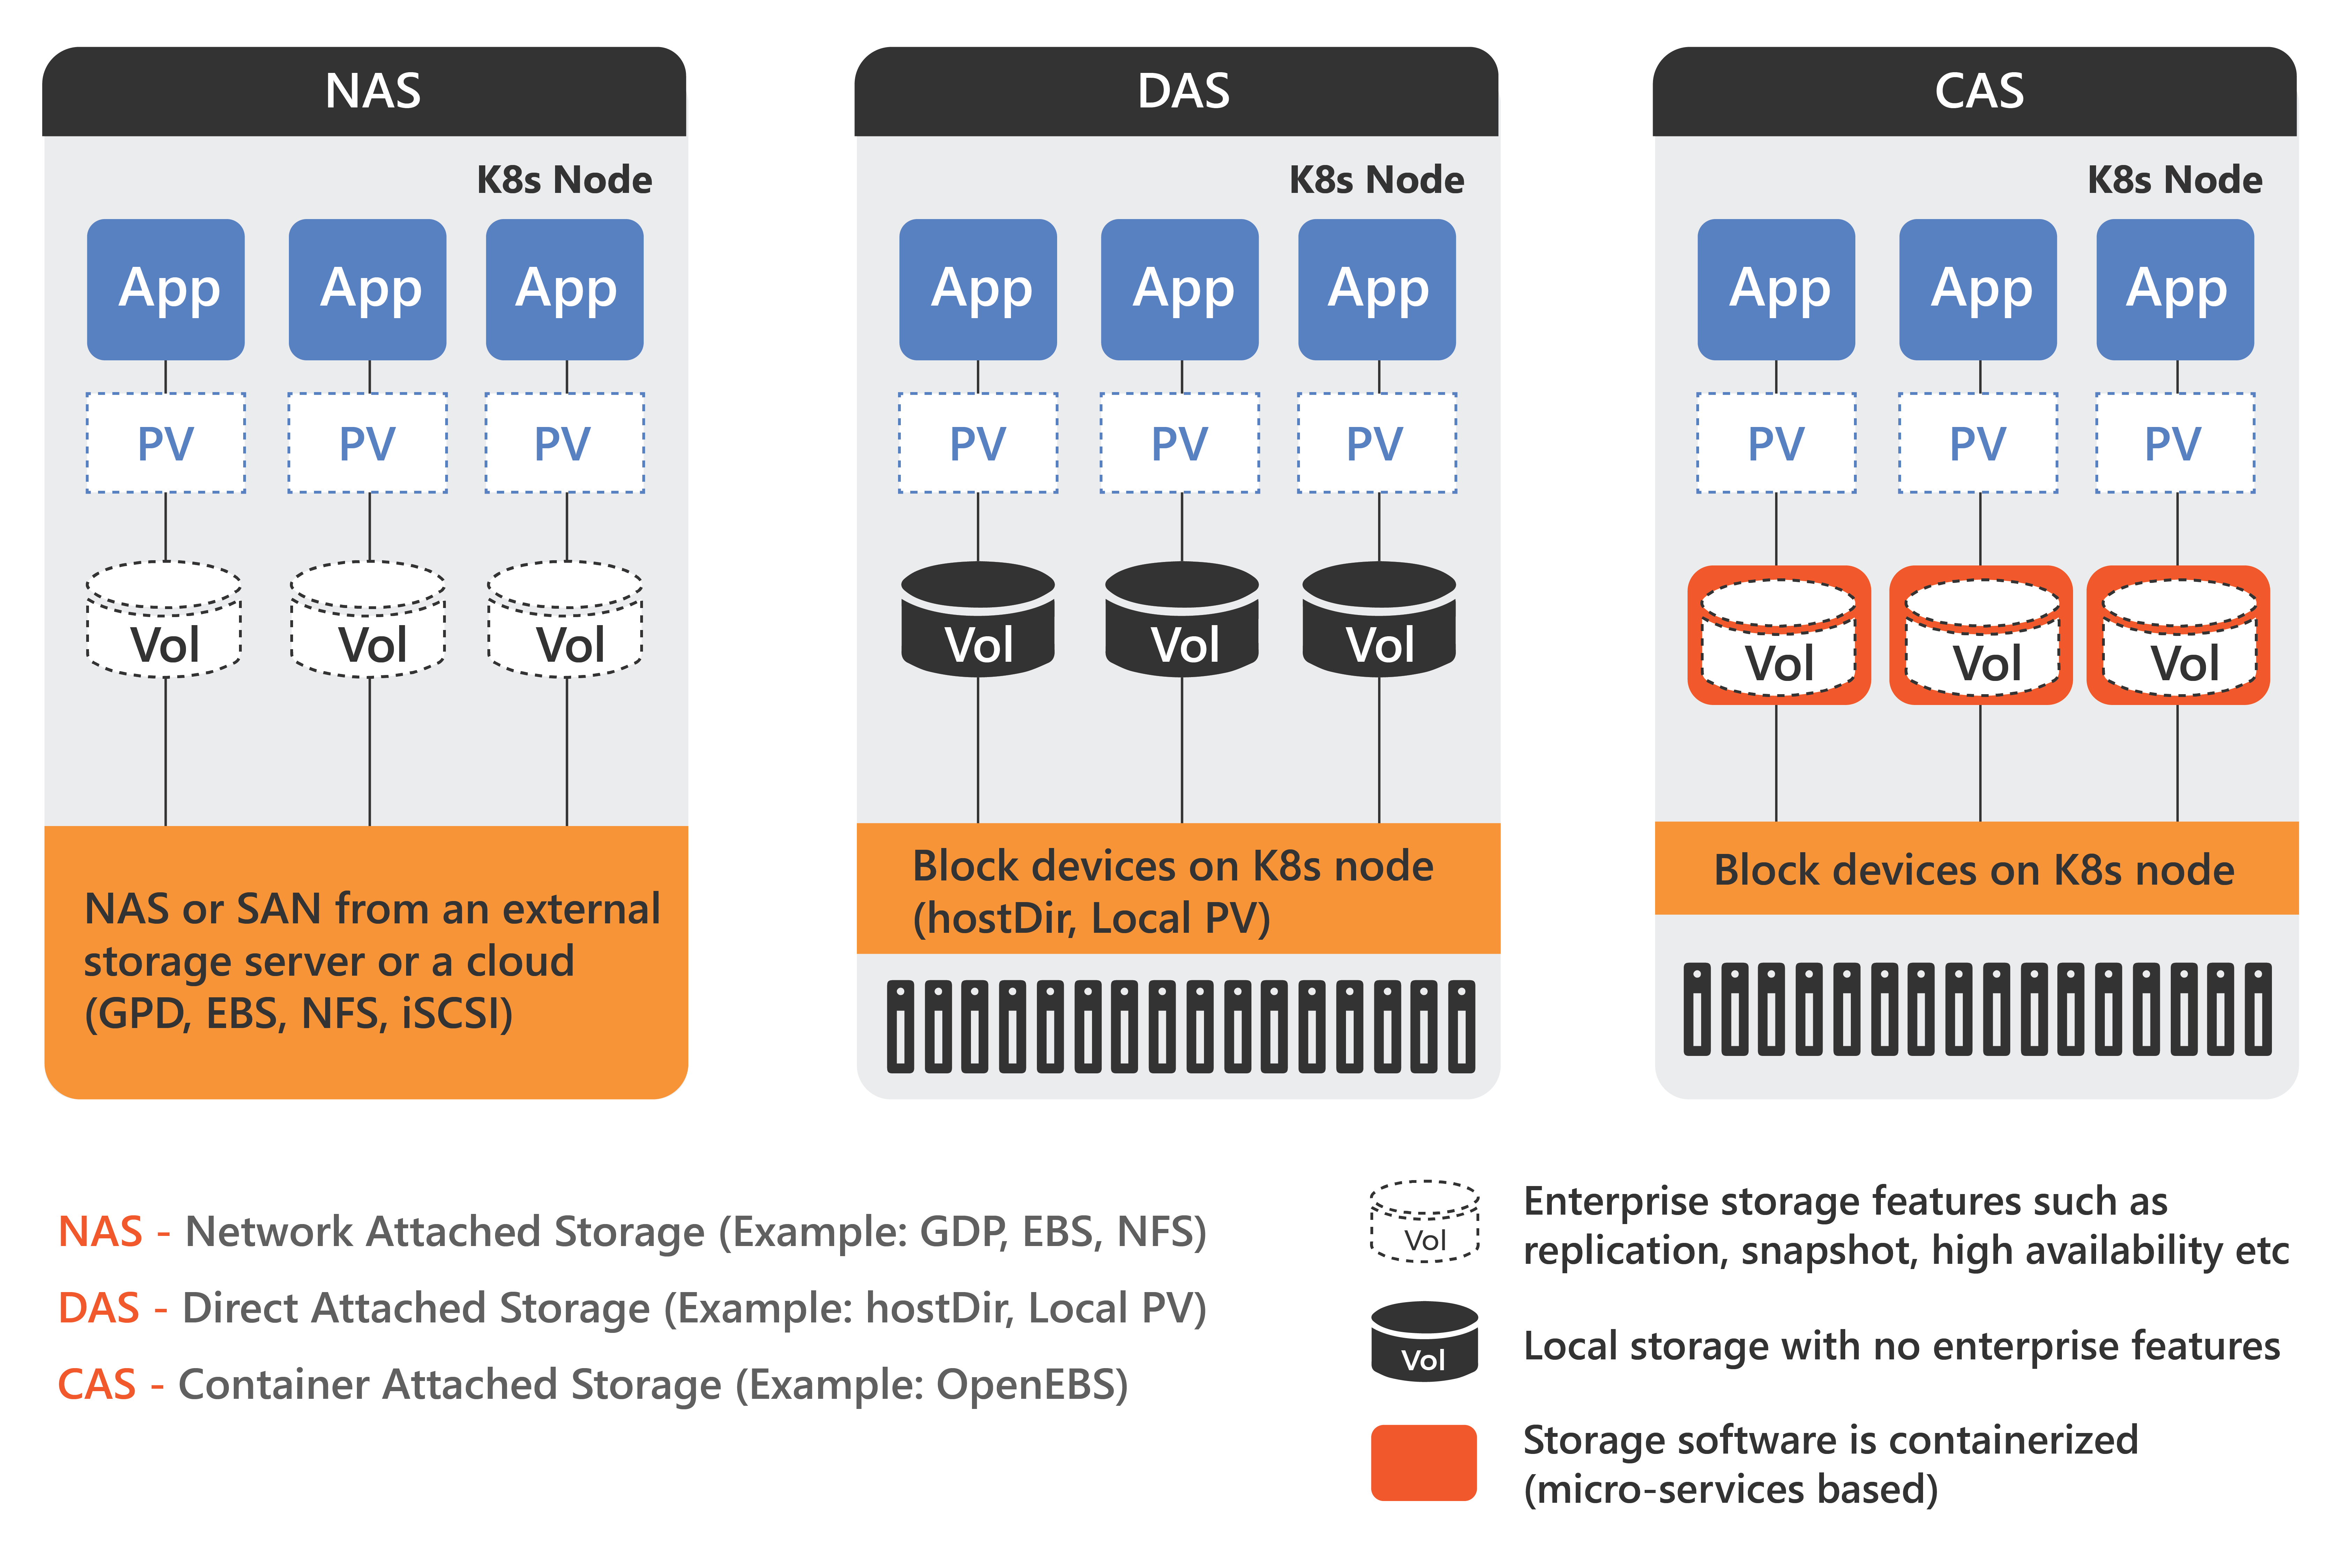 NAS
K8s Node
App App App
PV PV PV
Vol Vol Vol
NAS or SAN from an external
storage server or a cloud
(GPD, EBS, NFS, iSCSI)
DAS
K8s Node
App App App
PV PV PV
Vol Vol Vol
Block devices on K8s node
(hostDir, Local PV)
CAS
K8s Node
App App App
PV PV PV
Vol Vol Vol
Block devices on K8s node
NAS - Network Attached Storage (Example: GDP, EBS, NFS)
DAS - Direct Attached Storage (Example: hostDir, Local PV)
CAS - Container Attached Storage (Example: OpenEBS)
Vol
Enterprise storage features such as
replication, snapshot, high availability etc
Vol
Local storage with no enterprise features
Storage software is containerized
(micro-services based)